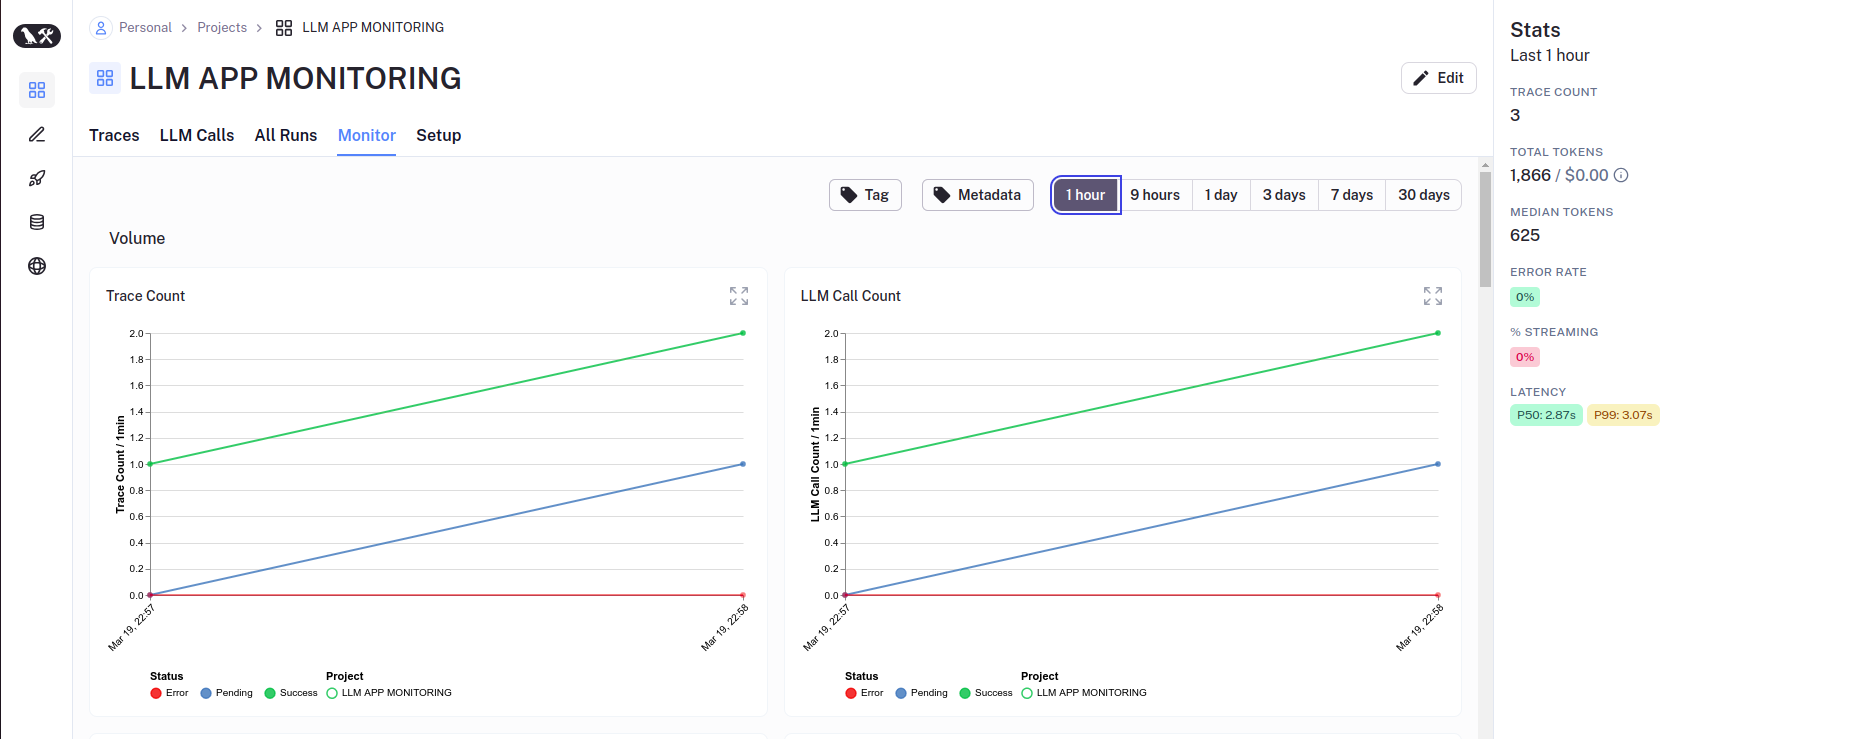 Personal > Projects > LLM APP MONITORING
LLM APP MONITORING
Edit
Traces LLM Calls All Runs Monitor Setup
Tag Metadata 1 hour 9 hours 1 day 3 days 7 days 30 days
Volume
Trace Count
Trace Count / 1min
2.0
1.8
1.6
1.4
1.2
1.0
0.8
0.6
0.4
0.2
0.0
Mar 19, 22:57 Mar 19, 22:58
Status Project
Error Pending Success LLM APP MONITORING
LLM Call Count
LLM Call Count / 1min
2.0
1.8
1.6
1.4
1.2
1.0
0.8
0.6
0.4
0.2
0.0
Mar 19, 22:57 Mar 19, 22:58
Status Project
Error Pending Success LLM APP MONITORING
Stats
Last 1 hour
TRACE COUNT
3
TOTAL TOKENS
1,866 / $0.00
MEDIAN TOKENS
625
ERROR RATE
0%
% STREAMING
0%
LATENCY
P50: 2.87s P99: 3.07s